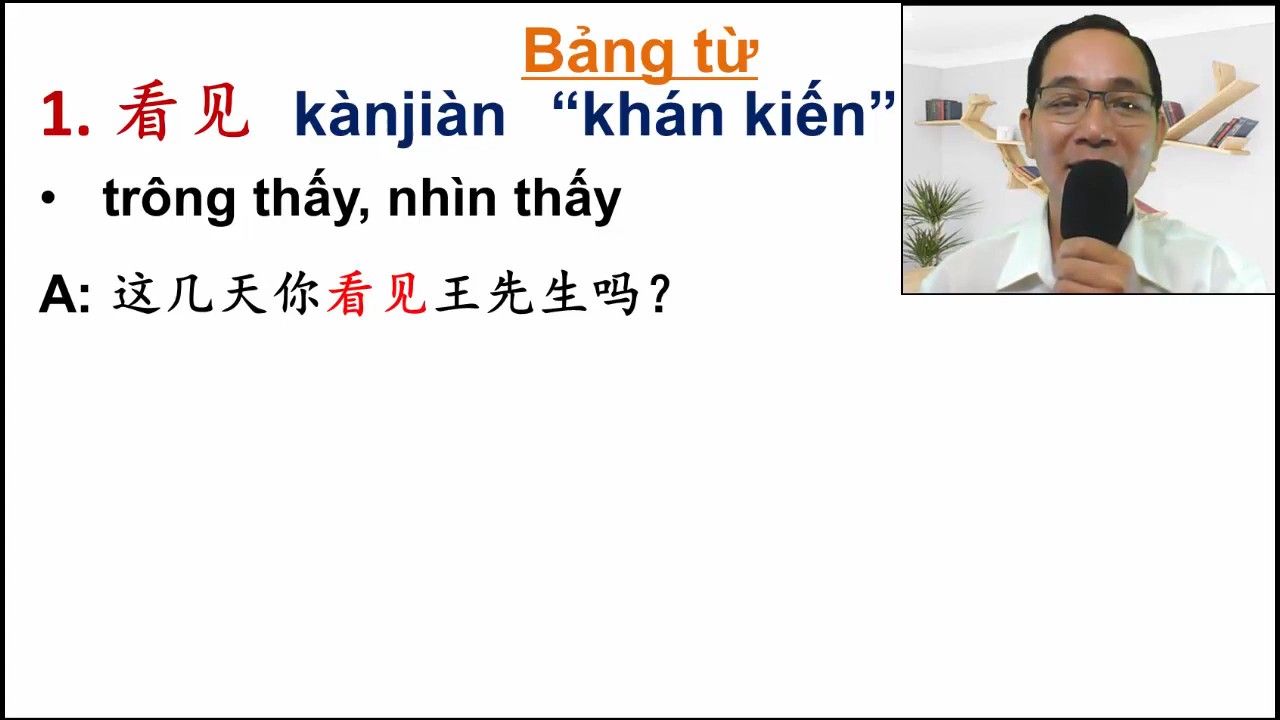 Bảng từ
1. 看见 kànjiàn “khán kiến”
• trông thấy, nhìn thấy
A: 这几天你看见王先生吗？